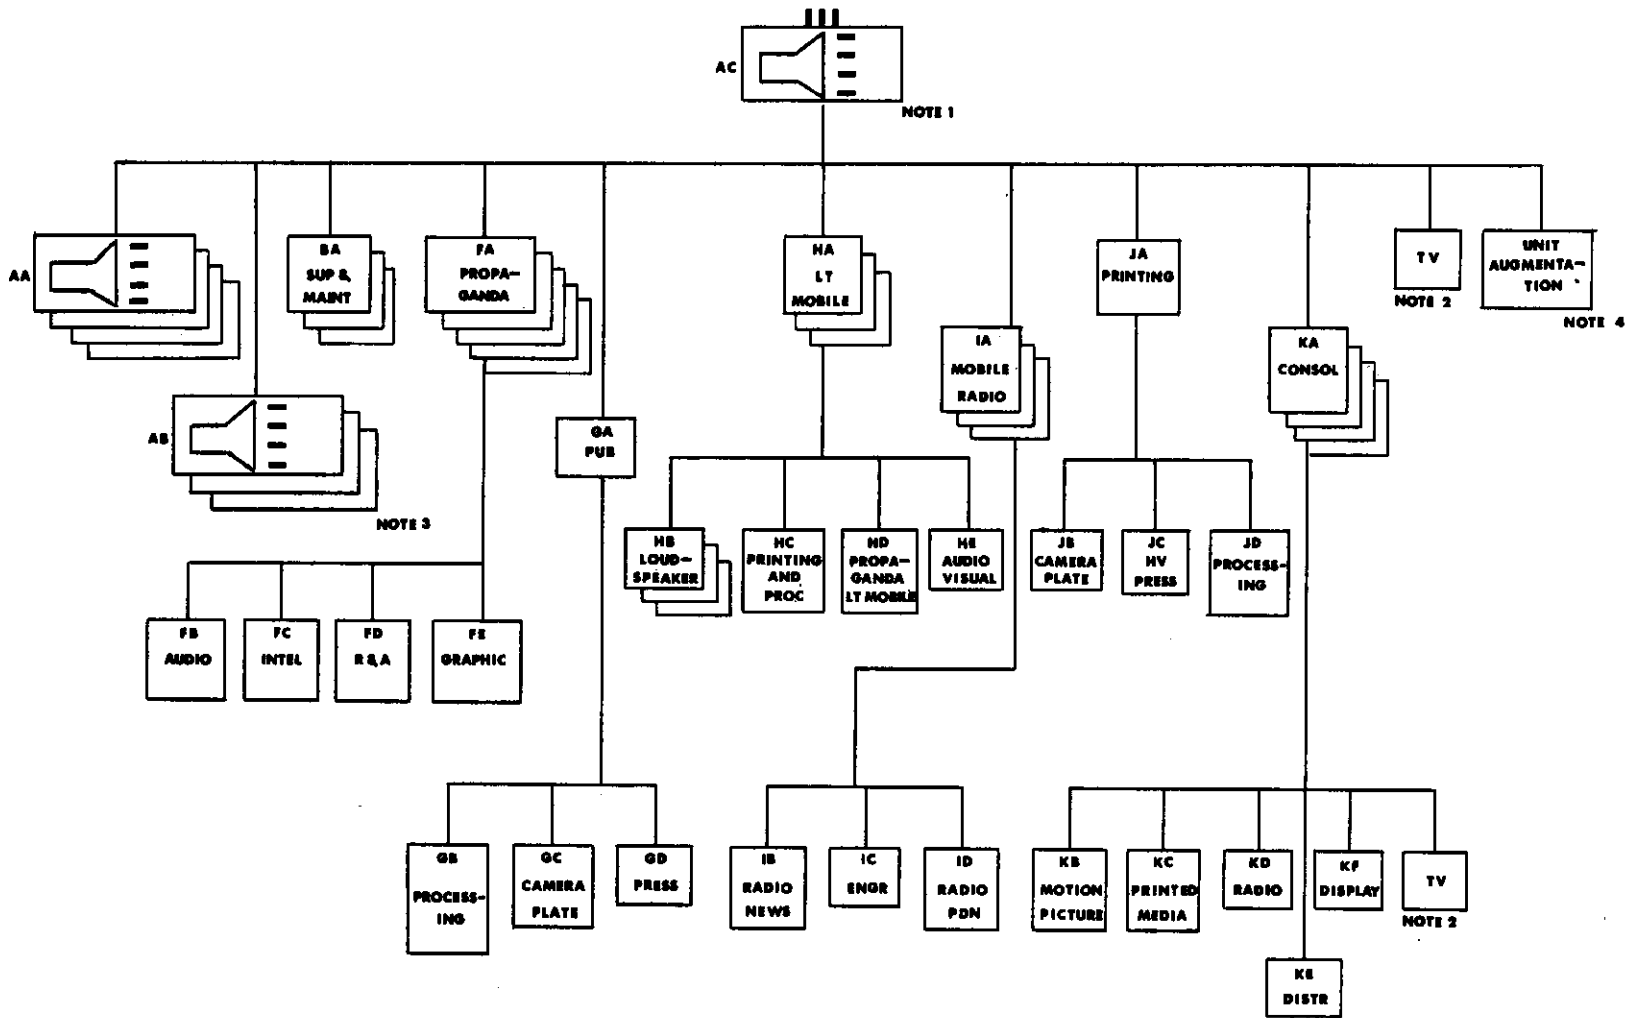 AC
NOTE 1
AA
BA
SUP &
MAINT
FA
PROPA-
GANDA
HA
LT
MOBILE
JA
PRINTING
TV
NOTE 2
UNIT
AUGMENTA-
TION
NOTE 4
IA
MOBILE
RADIO
KA
CONSOL
AB
NOTE 3
GA
PUB
HB
LOUD-
SPEAKER
HC
PRINTING
AND
PROC
HD
PROPA-
GANDA
LT MOBILE
HE
AUDIO
VISUAL
JB
CAMERA
PLATE
JC
HV
PRESS
JD
PROCESS-
ING
FB
AUDIO
FC
INTEL
FD
R & A
FE
GRAPHIC
GB
PROCESS-
ING
GC
CAMERA
PLATE
GD
PRESS
IB
RADIO
NEWS
IC
ENGR
ID
RADIO
PDN
KB
MOTION
PICTURE
KC
PRINTED
MEDIA
KD
RADIO
KF
DISPLAY
TV
NOTE 2
KE
DISTR